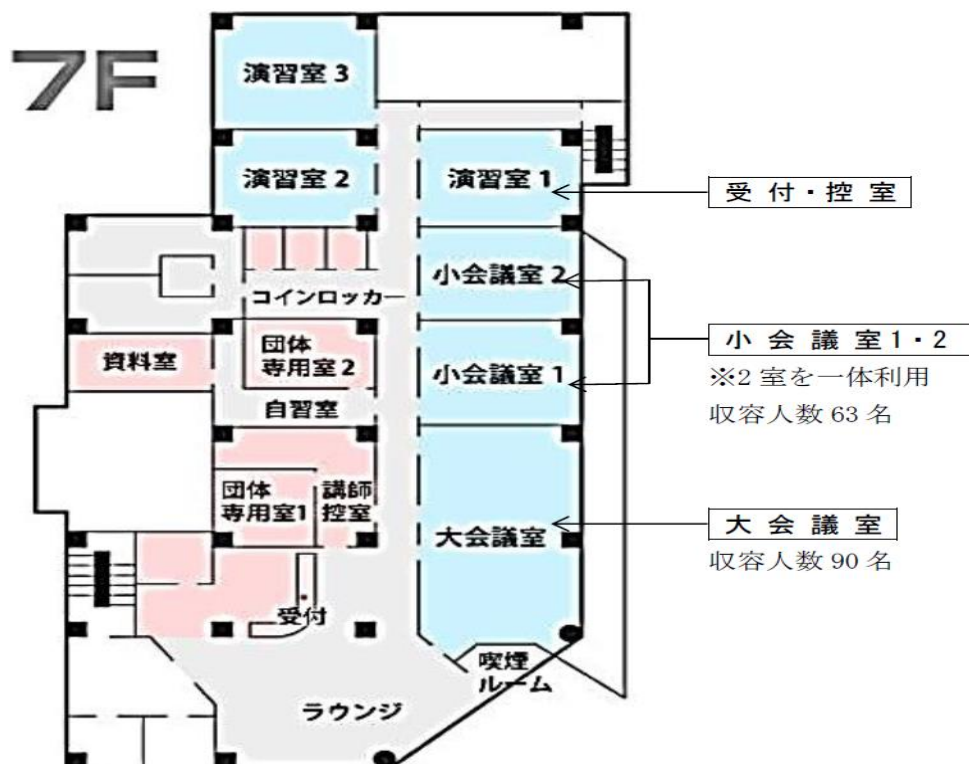 7F
演習室 3
演習室 2
演習室 1
受付・控室
小会議室 2
コインロッカー
小会議室 1・2
※2 室を一体利用
収容人数 63 名
資料室
団体
専用室2
小会議室 1
自習室
団体
専用室1
講師
控室
大会議室
大会議室
収容人数 90 名
受付
喫煙
ルーム
ラウンジ